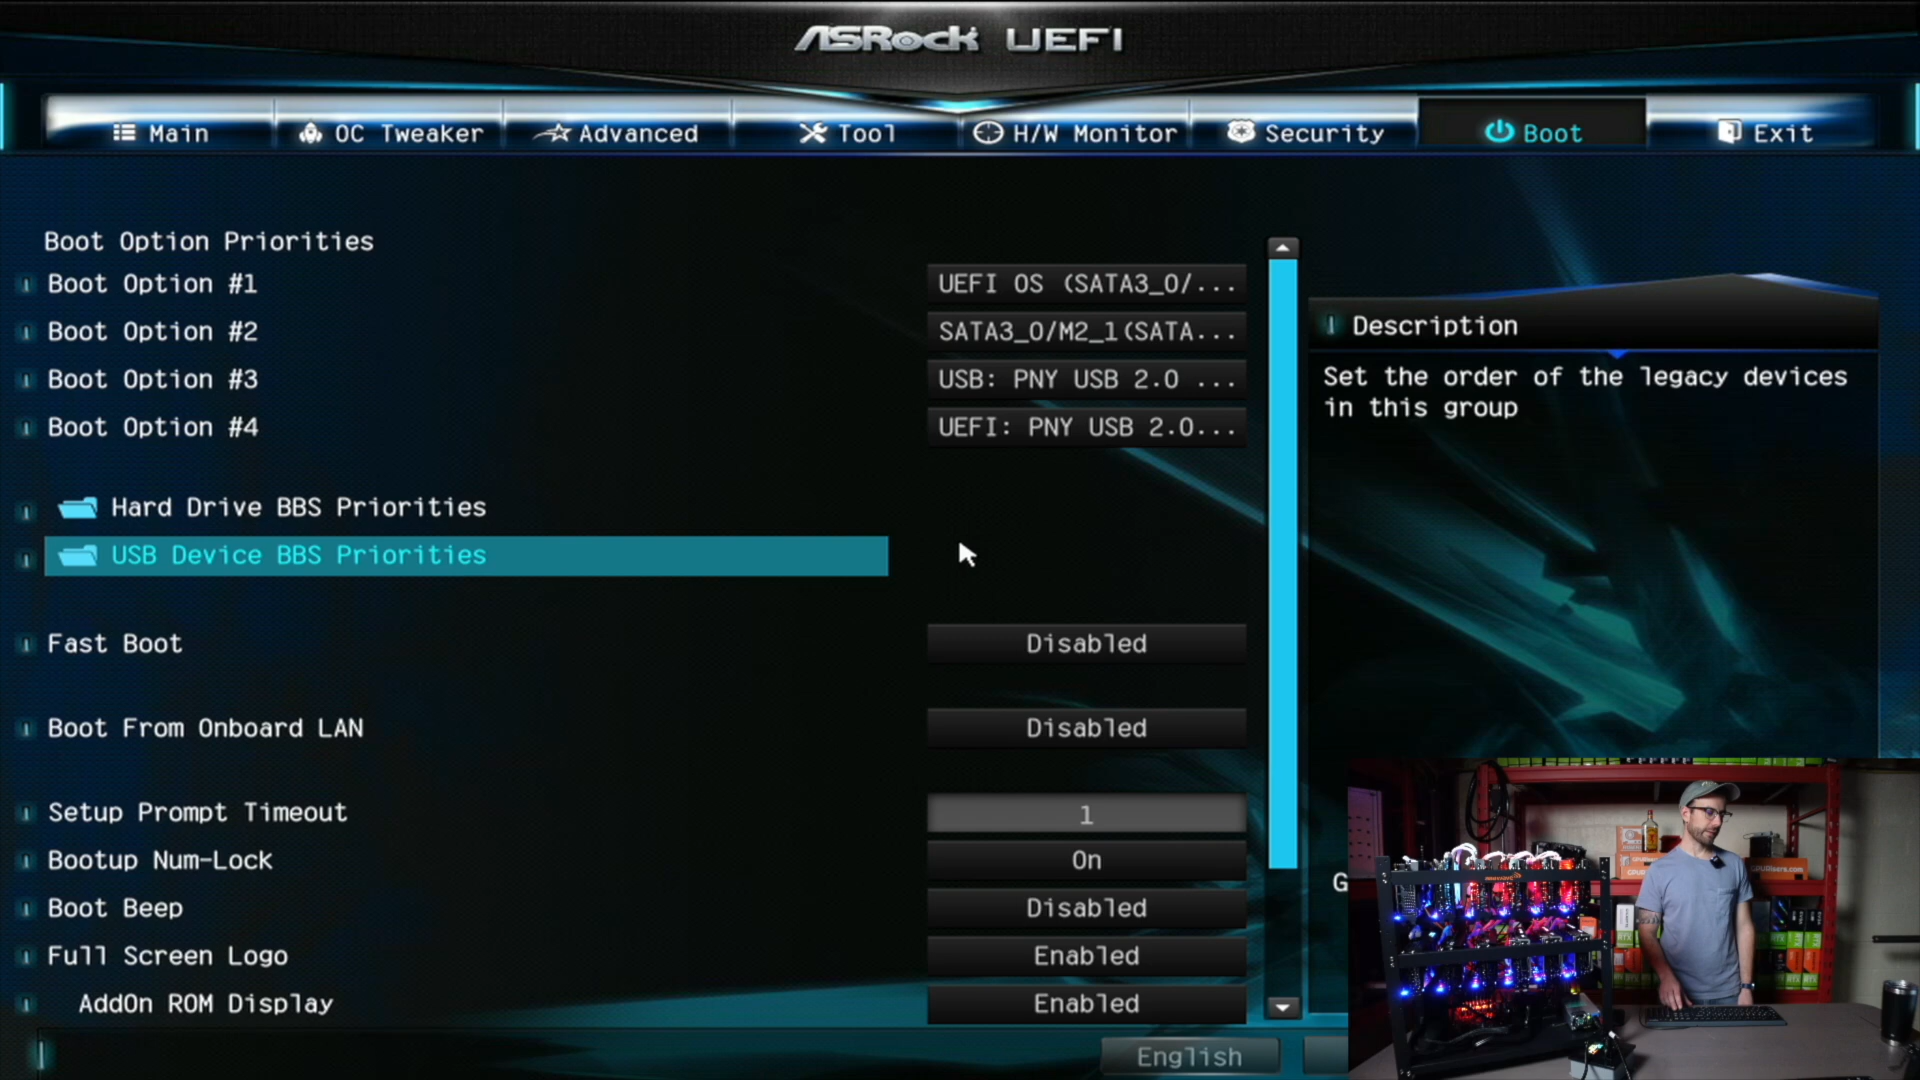 ASRock UEFI
Main
OC Tweaker
Advanced
Tool
H/W Monitor
Security
Boot
Exit
Boot Option Priorities
Boot Option #1
UEFI OS (SATA3_0/...
Boot Option #2
SATA3_0/M2_1(SATA...
Boot Option #3
USB: PNY USB 2.0 ...
Boot Option #4
UEFI: PNY USB 2.0...
Hard Drive BBS Priorities
USB Device BBS Priorities
Fast Boot
Disabled
Boot From Onboard LAN
Disabled
Setup Prompt Timeout
1
Bootup Num-Lock
On
Boot Beep
Disabled
Full Screen Logo
Enabled
AddOn ROM Display
Enabled
Description
Set the order of the legacy devices
in this group
G
English